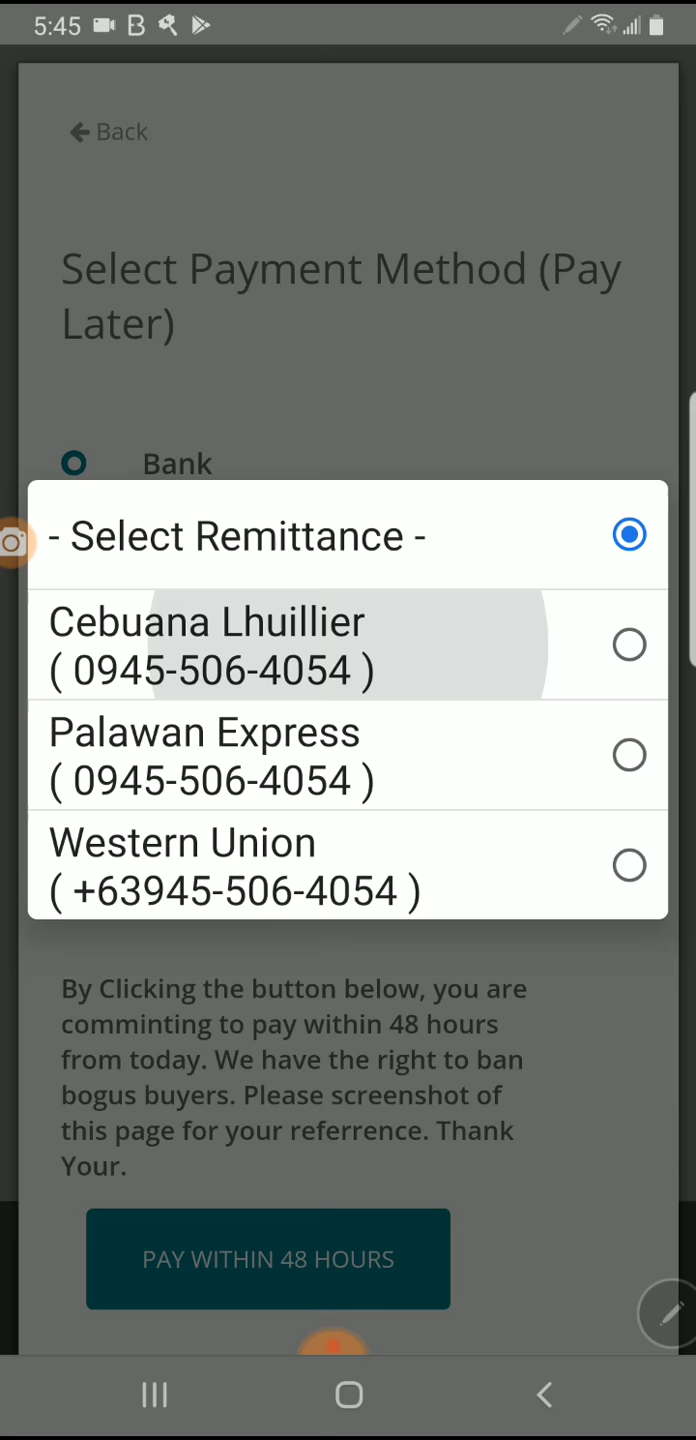 5:45
Back
Select Payment Method (Pay
Later)
Bank
- Select Remittance -
Cebuana Lhuillier
( 0945-506-4054 )
Palawan Express
( 0945-506-4054 )
Western Union
( +63945-506-4054 )
By Clicking the button below, you are
comminting to pay within 48 hours
from today. We have the right to ban
bogus buyers. Please screenshot of
this page for your referrence. Thank
Your.
PAY WITHIN 48 HOURS